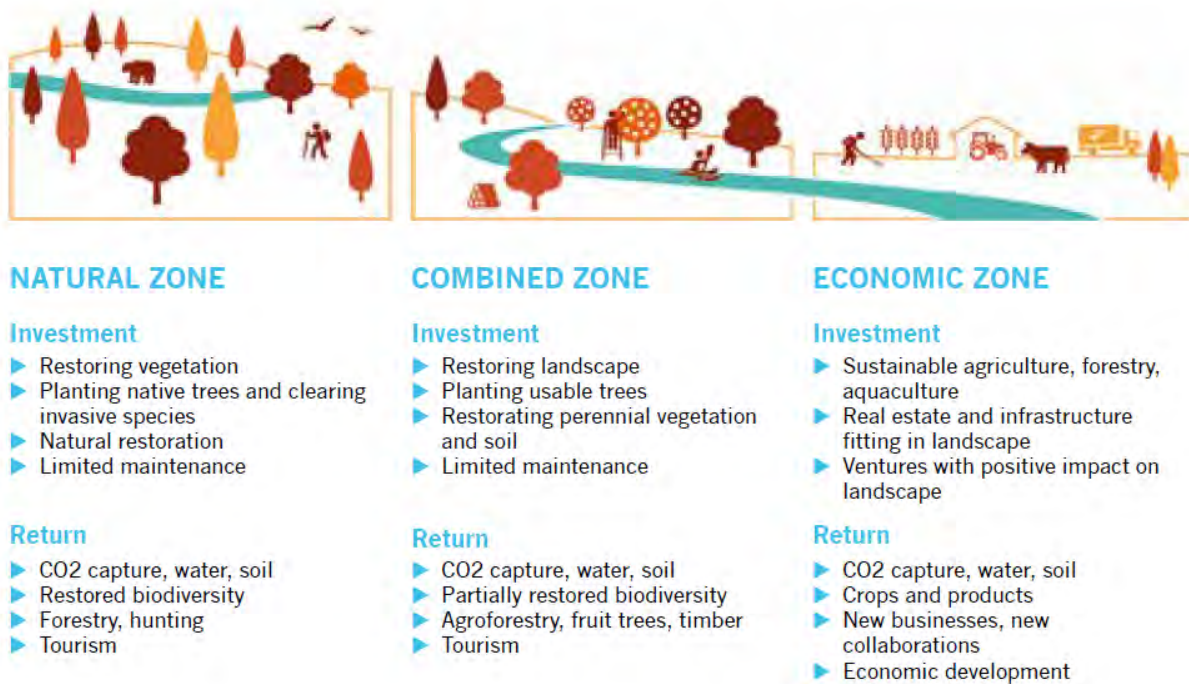 NATURAL ZONE
Investment
▶ Restoring vegetation
▶ Planting native trees and clearing
invasive species
▶ Natural restoration
▶ Limited maintenance
Return
▶ CO2 capture, water, soil
▶ Restored biodiversity
▶ Forestry, hunting
▶ Tourism
COMBINED ZONE
Investment
▶ Restoring landscape
▶ Planting usable trees
▶ Restorating perennial vegetation
and soil
▶ Limited maintenance
Return
▶ CO2 capture, water, soil
▶ Partially restored biodiversity
▶ Agroforestry, fruit trees, timber
▶ Tourism
ECONOMIC ZONE
Investment
▶ Sustainable agriculture, forestry,
aquaculture
▶ Real estate and infrastructure
fitting in landscape
▶ Ventures with positive impact on
landscape
Return
▶ CO2 capture, water, soil
▶ Crops and products
▶ New businesses, new
collaborations
▶ Economic development